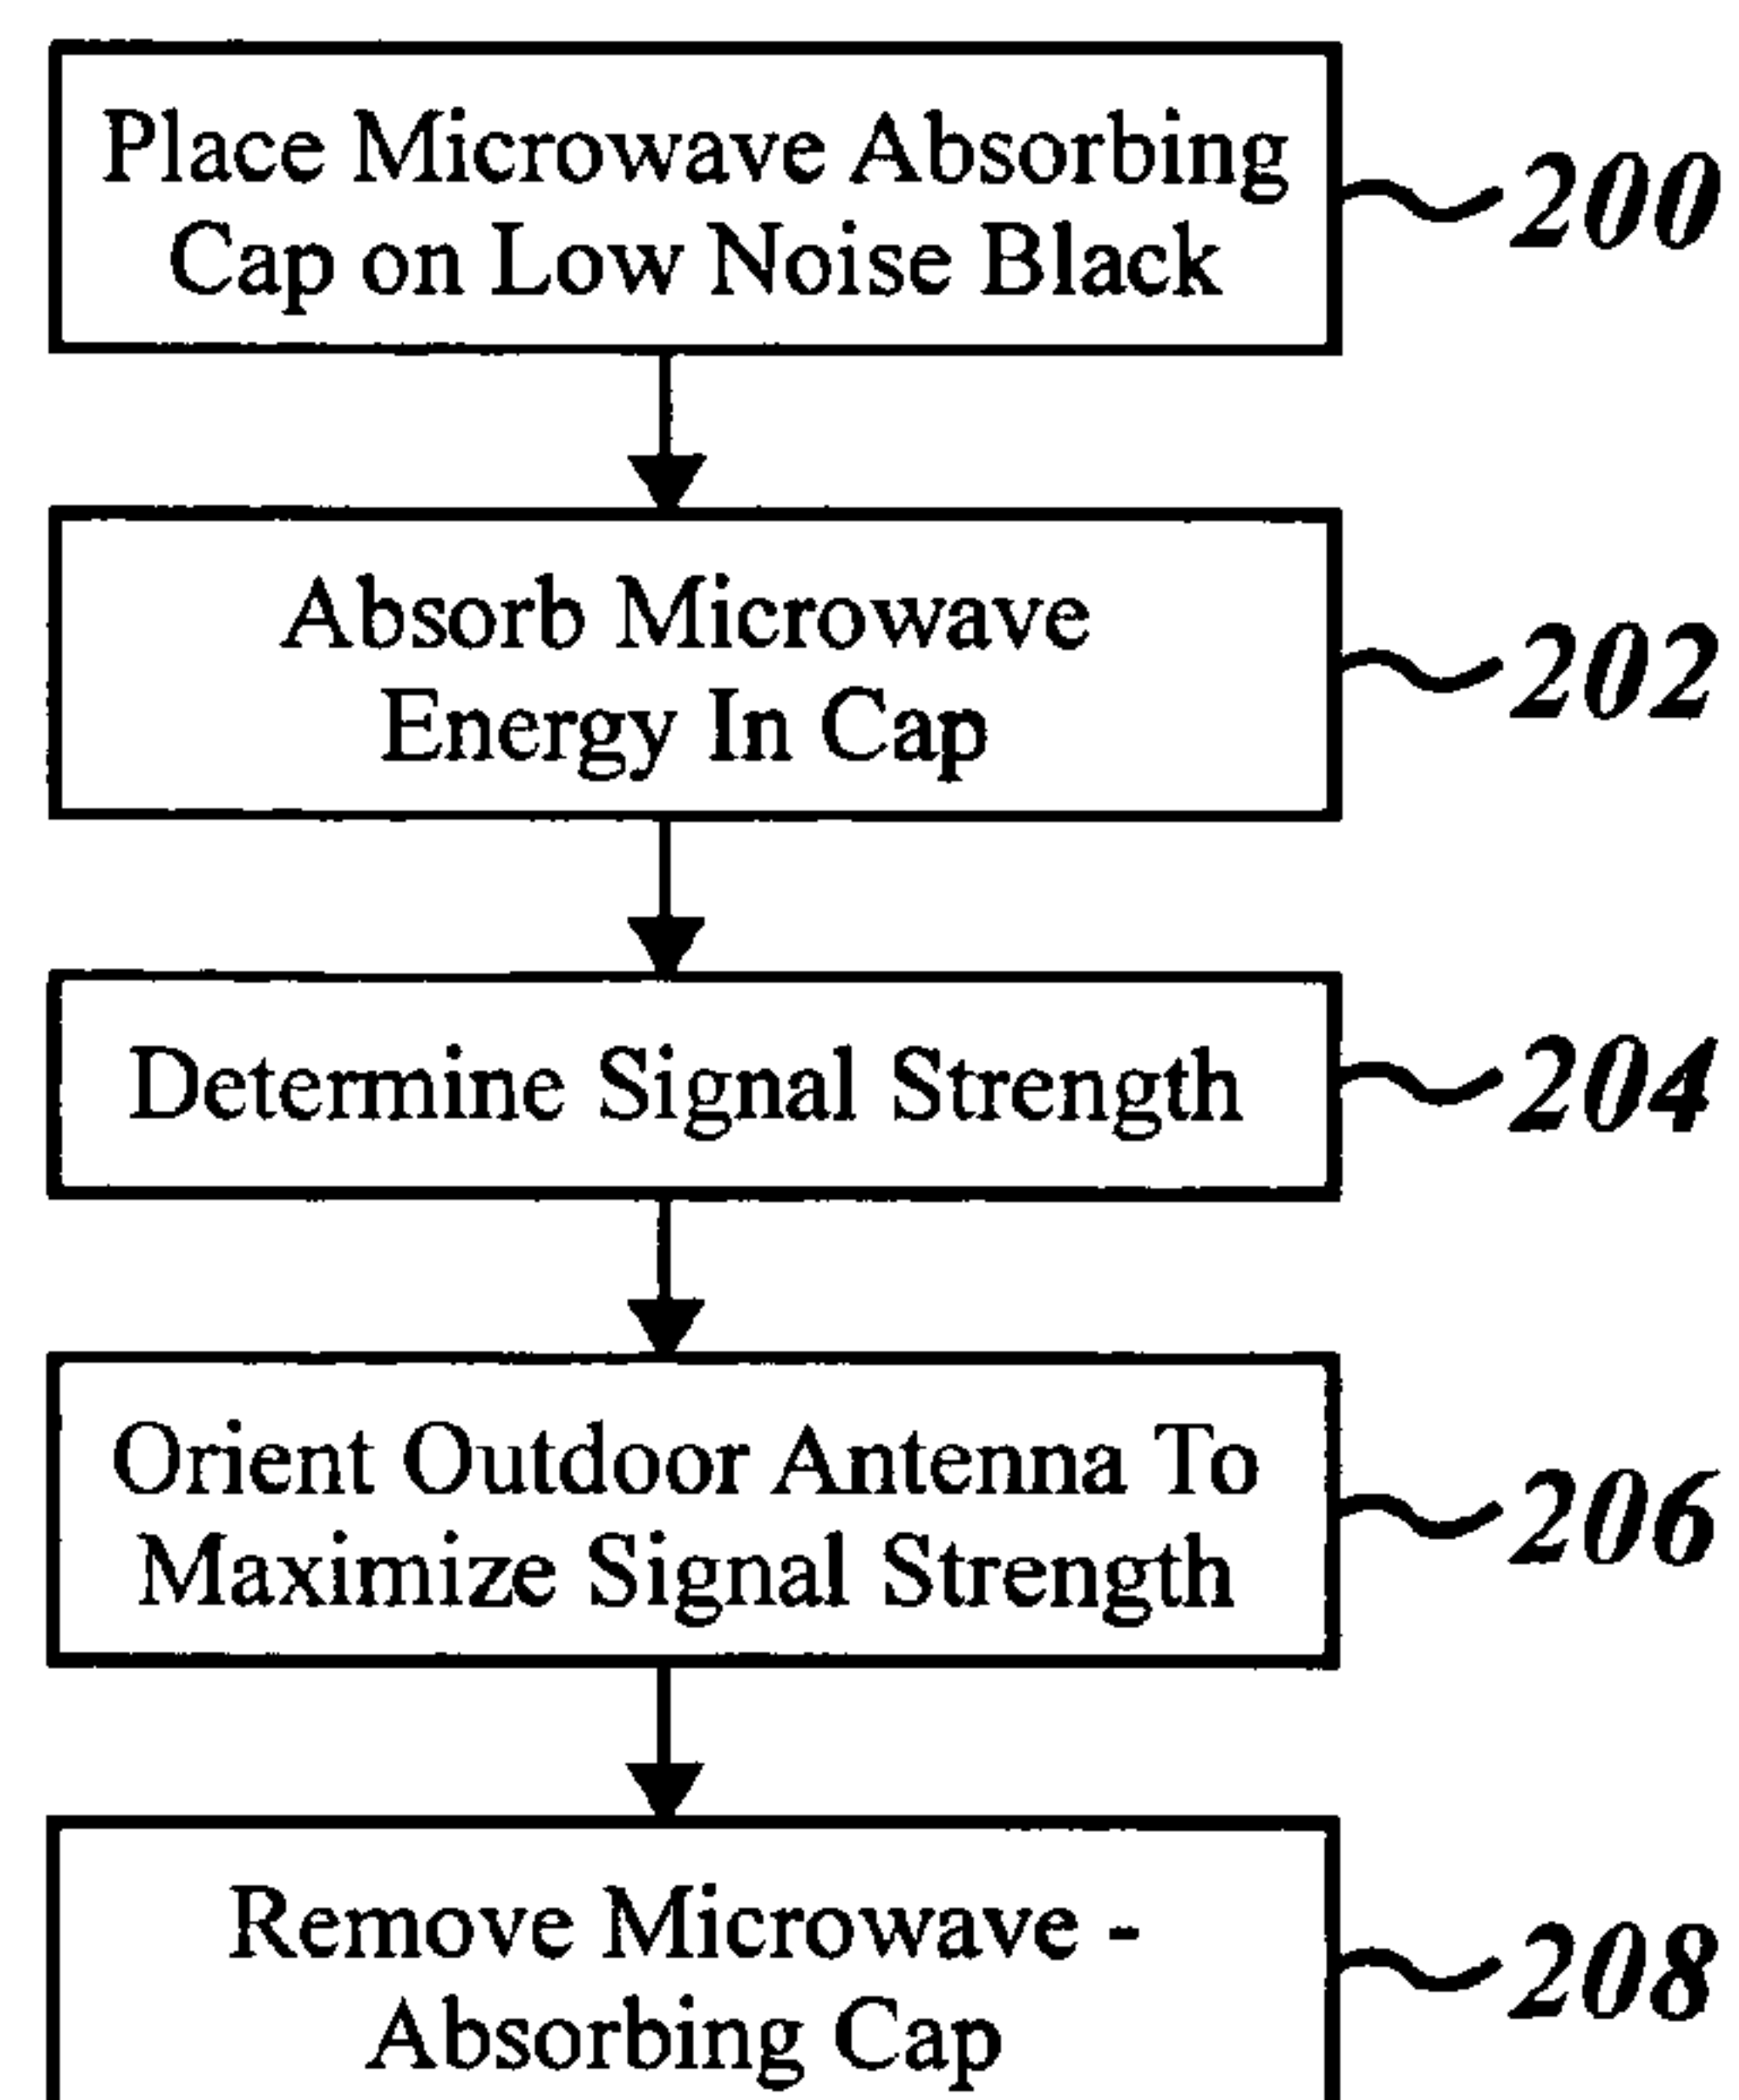 Place Microwave Absorbing
Cap on Low Noise Black
200
Absorb Microwave
Energy In Cap
202
Determine Signal Strength
204
Orient Outdoor Antenna To
Maximize Signal Strength
206
Remove Microwave -
Absorbing Cap
208